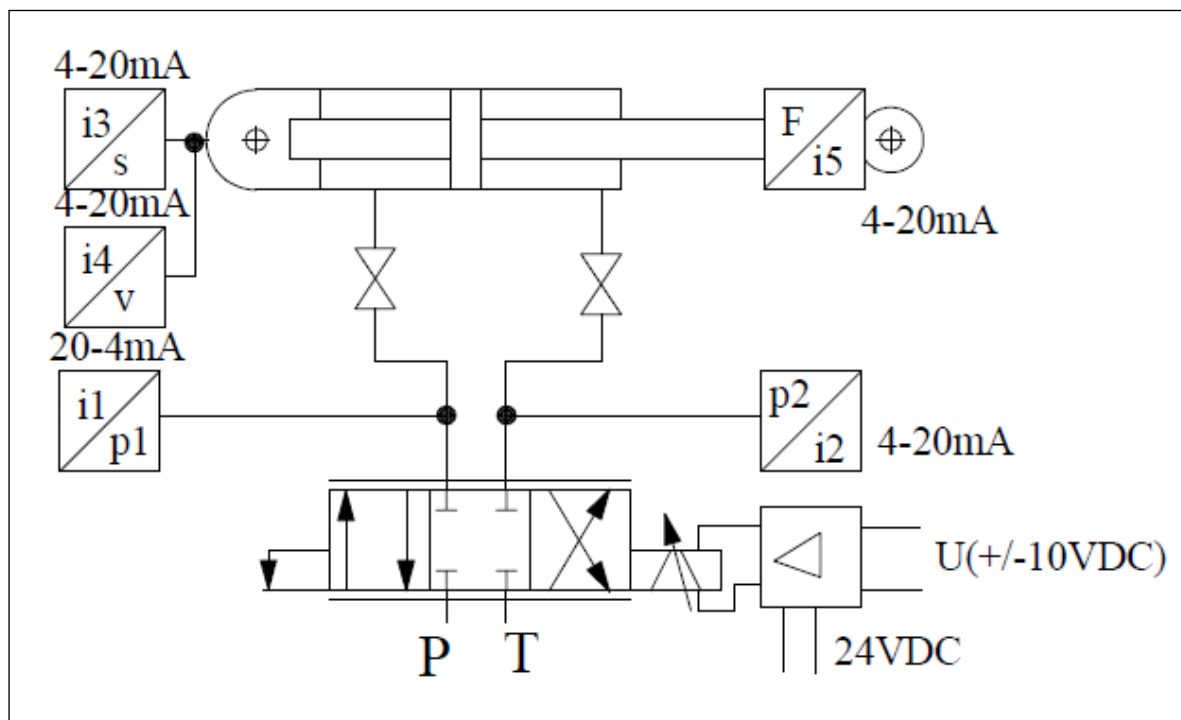 4-20mA
i3
s
F
i5
4-20mA
4-20mA
i4
v
20-4mA
i1
p1
p2
i2
4-20mA
U(+/-10VDC)
P
T
24VDC